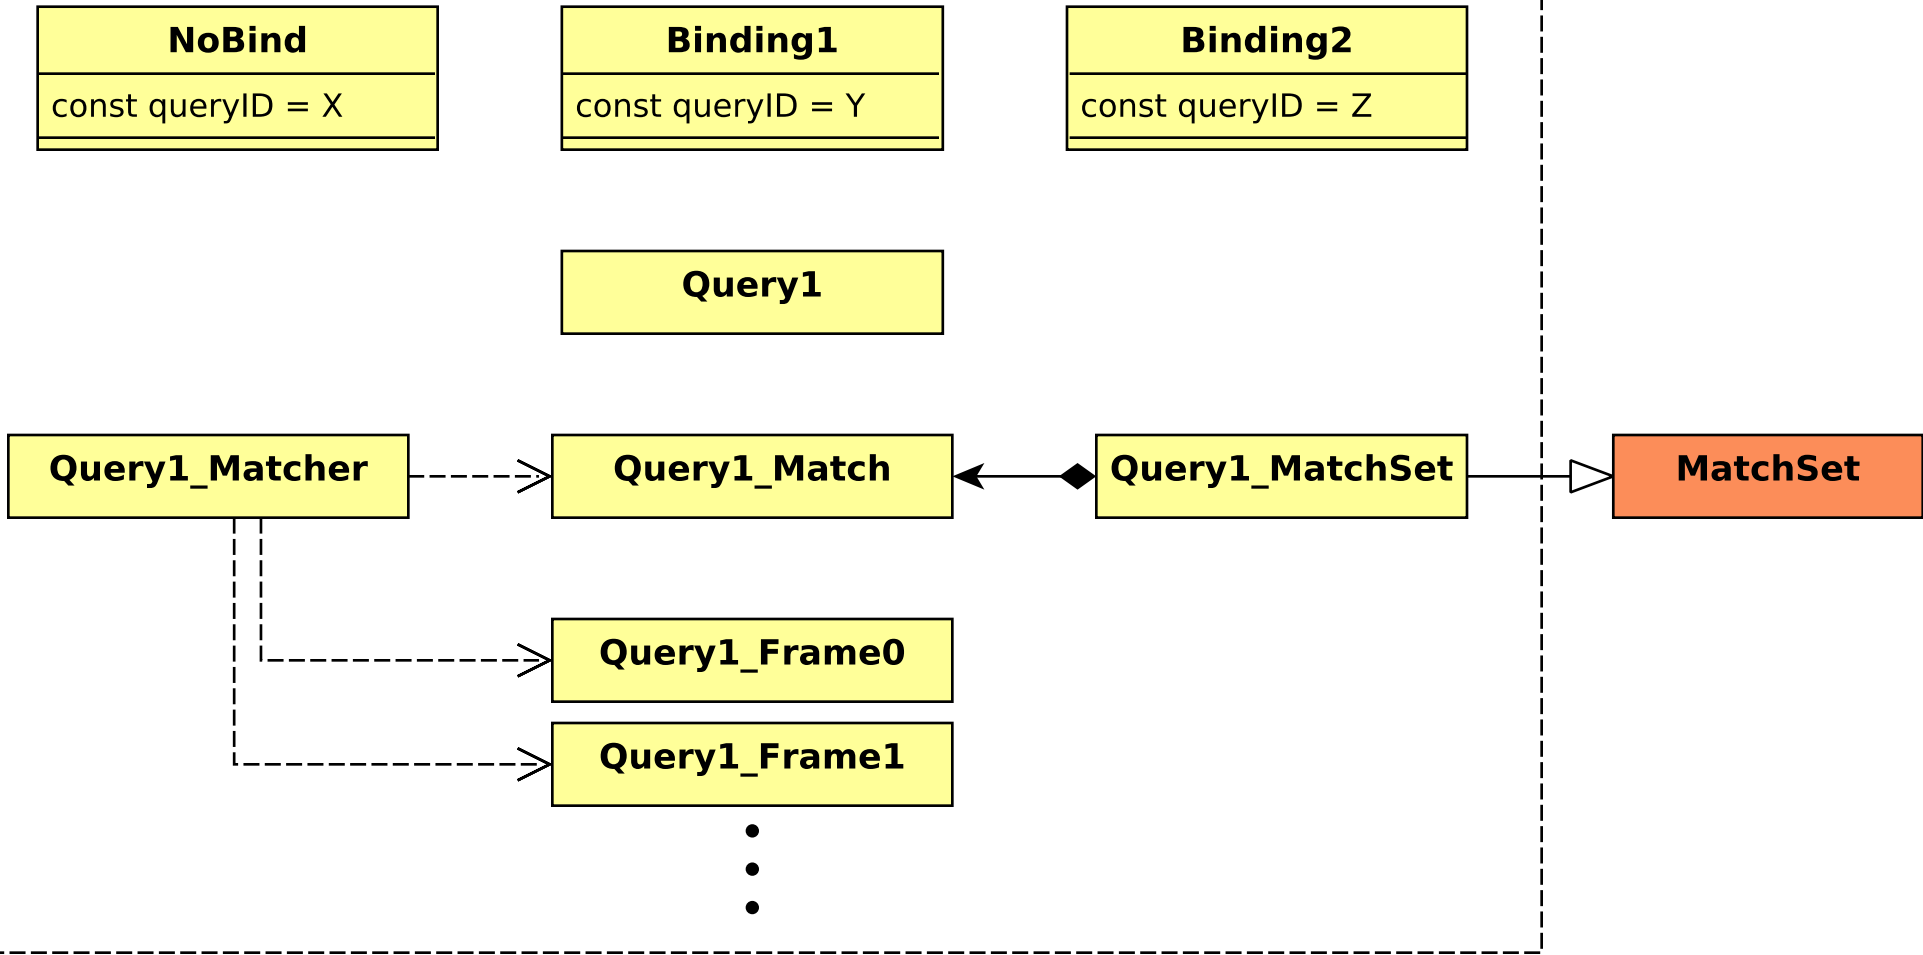 NoBind
const queryID = X
Binding1
const queryID = Y
Binding2
const queryID = Z
Query1
Query1_Matcher
Query1_Match
Query1_MatchSet
MatchSet
Query1_Frame0
Query1_Frame1